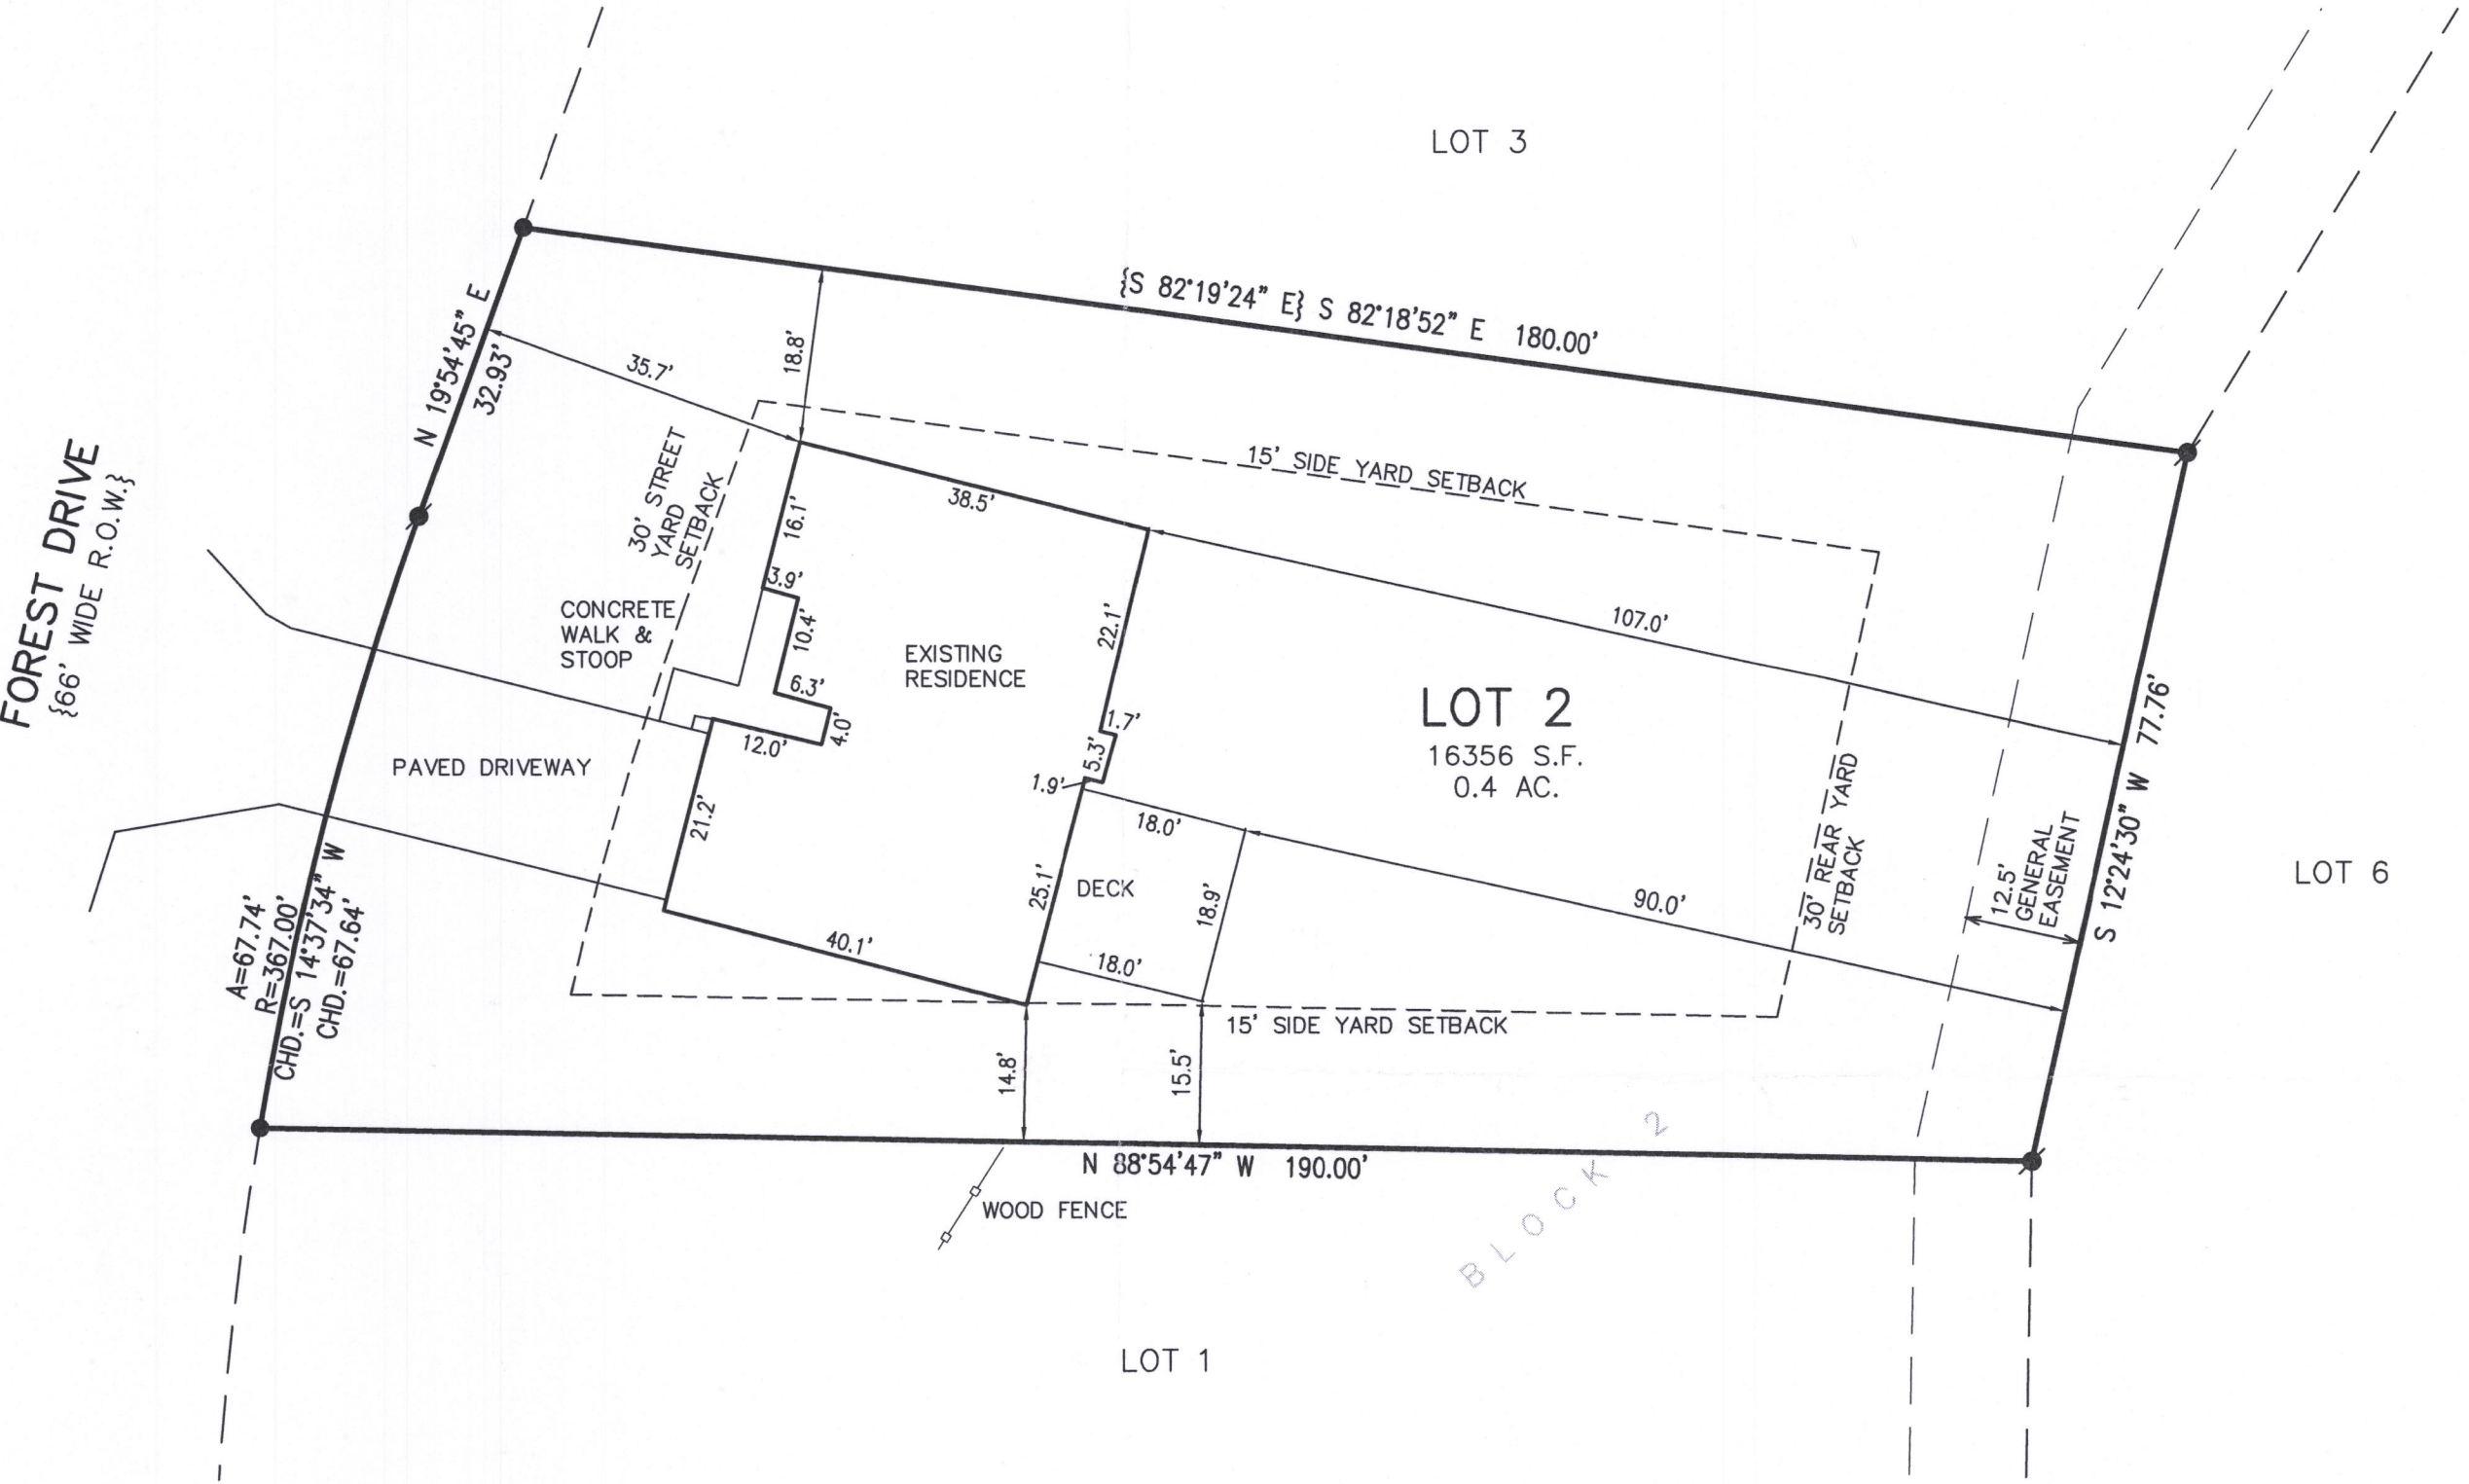 LOT 3
{S 82°19'24" E} S 82°18'52" E 180.00'
N 19°54'45" E
32.93'
35.7'
18.8'
FOREST DRIVE
{66' WIDE R.O.W.}
30' STREET
YARD
SETBACK
15' SIDE YARD SETBACK
38.5'
16.1'
3.9'
10.4'
6.3'
4.0'
12.0'
CONCRETE
WALK &
STOOP
EXISTING
RESIDENCE
22.1'
1.7'
5.3'
1.9'
107.0'
LOT 2
16356 S.F.
0.4 AC.
S 12°24'30" W 77.76'
PAVED DRIVEWAY
21.2'
18.0'
25.1'
DECK
18.9'
18.0'
90.0'
30' REAR YARD
SETBACK
12.5'
GENERAL
EASEMENT
LOT 6
A=67.74'
R=367.00'
CHD.=S 14°37'34" W
CHD.=67.64'
40.1'
15' SIDE YARD SETBACK
14.8'
15.5'
N 88°54'47" W 190.00'
WOOD FENCE
BLOCK 2
LOT 1